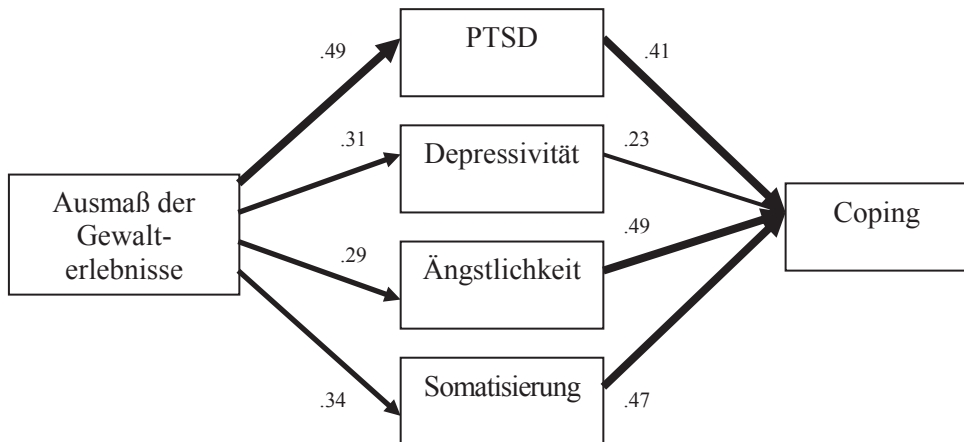 PTSD
.49
.41
.31
Depressivität
.23
Ausmaß der
Gewalt-
erlebnisse
Coping
.29
Ängstlichkeit
.49
.34
Somatisierung
.47